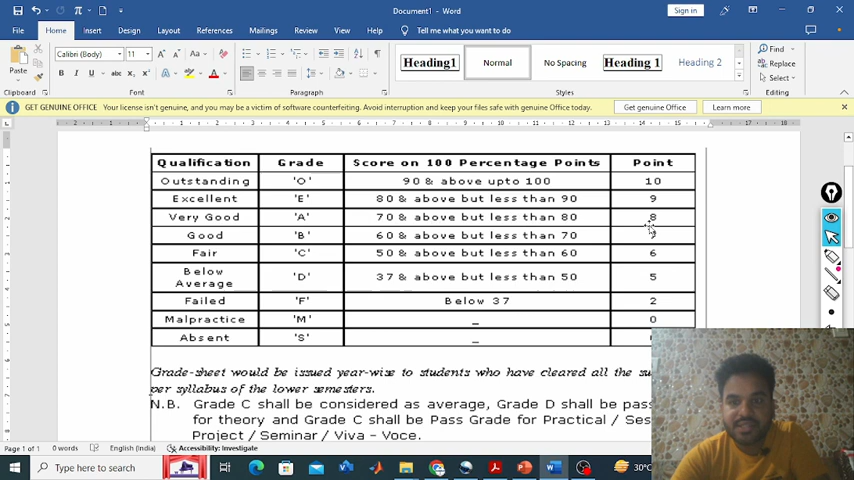 Document1 - Word
Sign in
File Home Insert Design Layout References Mailings Review View Help Tell me what you want to do
Paste
Calibri (Body) 11
Heading1 Normal No Spacing Heading 1 Heading 2
Find
Replace
Select
Clipboard Font Paragraph Styles Editing
GET GENUINE OFFICE Your license isn't genuine, and you may be a victim of software counterfeiting. Avoid interruption and keep your files safe with genuine Office today. Get genuine Office Learn more
Qualification Grade Score on 100 Percentage Points Point
Outstanding 'O' 90 & above upto 100 10
Excellent 'E' 80 & above but less than 90 9
Very Good 'A' 70 & above but less than 80 8
Good 'B' 60 & above but less than 70
Fair 'C' 50 & above but less than 60 6
Below Average 'D' 37 & above but less than 50 5
Failed 'F' Below 37 2
Malpractice 'M' _ 0
Absent 'S' _
Grade-sheet would be issued year-wise to students who have cleared all the
per syllabus of the lower semesters.
N.B. Grade C shall be considered as average, Grade D shall be
for theory and Grade C shall be Pass Grade for Practical /
Project / Seminar / Viva – Voce.
Page 1 of 1 0 words English (India) Accessibility: Investigate
Type here to search
30°